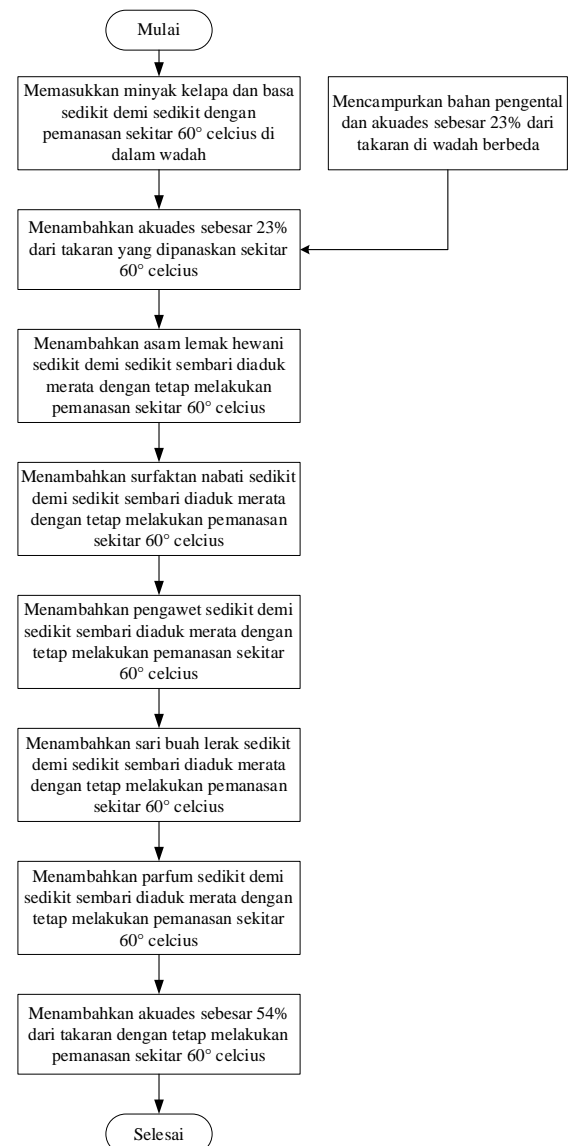 Mulai
Memasukkan minyak kelapa dan basa
sedikit demi sedikit dengan
pemanasan sekitar 60° celcius di
dalam wadah
Mencampurkan bahan pengental
dan akuades sebesar 23% dari
takaran di wadah berbeda
Menambahkan akuades sebesar 23%
dari takaran yang dipanaskan sekitar
60° celcius
Menambahkan asam lemak hewani
sedikit demi sedikit sembari diaduk
merata dengan tetap melakukan
pemanasan sekitar 60° celcius
Menambahkan surfaktan nabati sedikit
demi sedikit sembari diaduk merata
dengan tetap melakukan pemanasan
sekitar 60° celcius
Menambahkan pengawet sedikit demi
sedikit sembari diaduk merata dengan
tetap melakukan pemanasan sekitar
60° celcius
Menambahkan sari buah lerak sedikit
demi sedikit sembari diaduk merata
dengan tetap melakukan pemanasan
sekitar 60° celcius
Menambahkan parfum sedikit demi
sedikit sembari diaduk merata dengan
tetap melakukan pemanasan sekitar
60° celcius
Menambahkan akuades sebesar 54%
dari takaran dengan tetap melakukan
pemanasan sekitar 60° celcius
Selesai